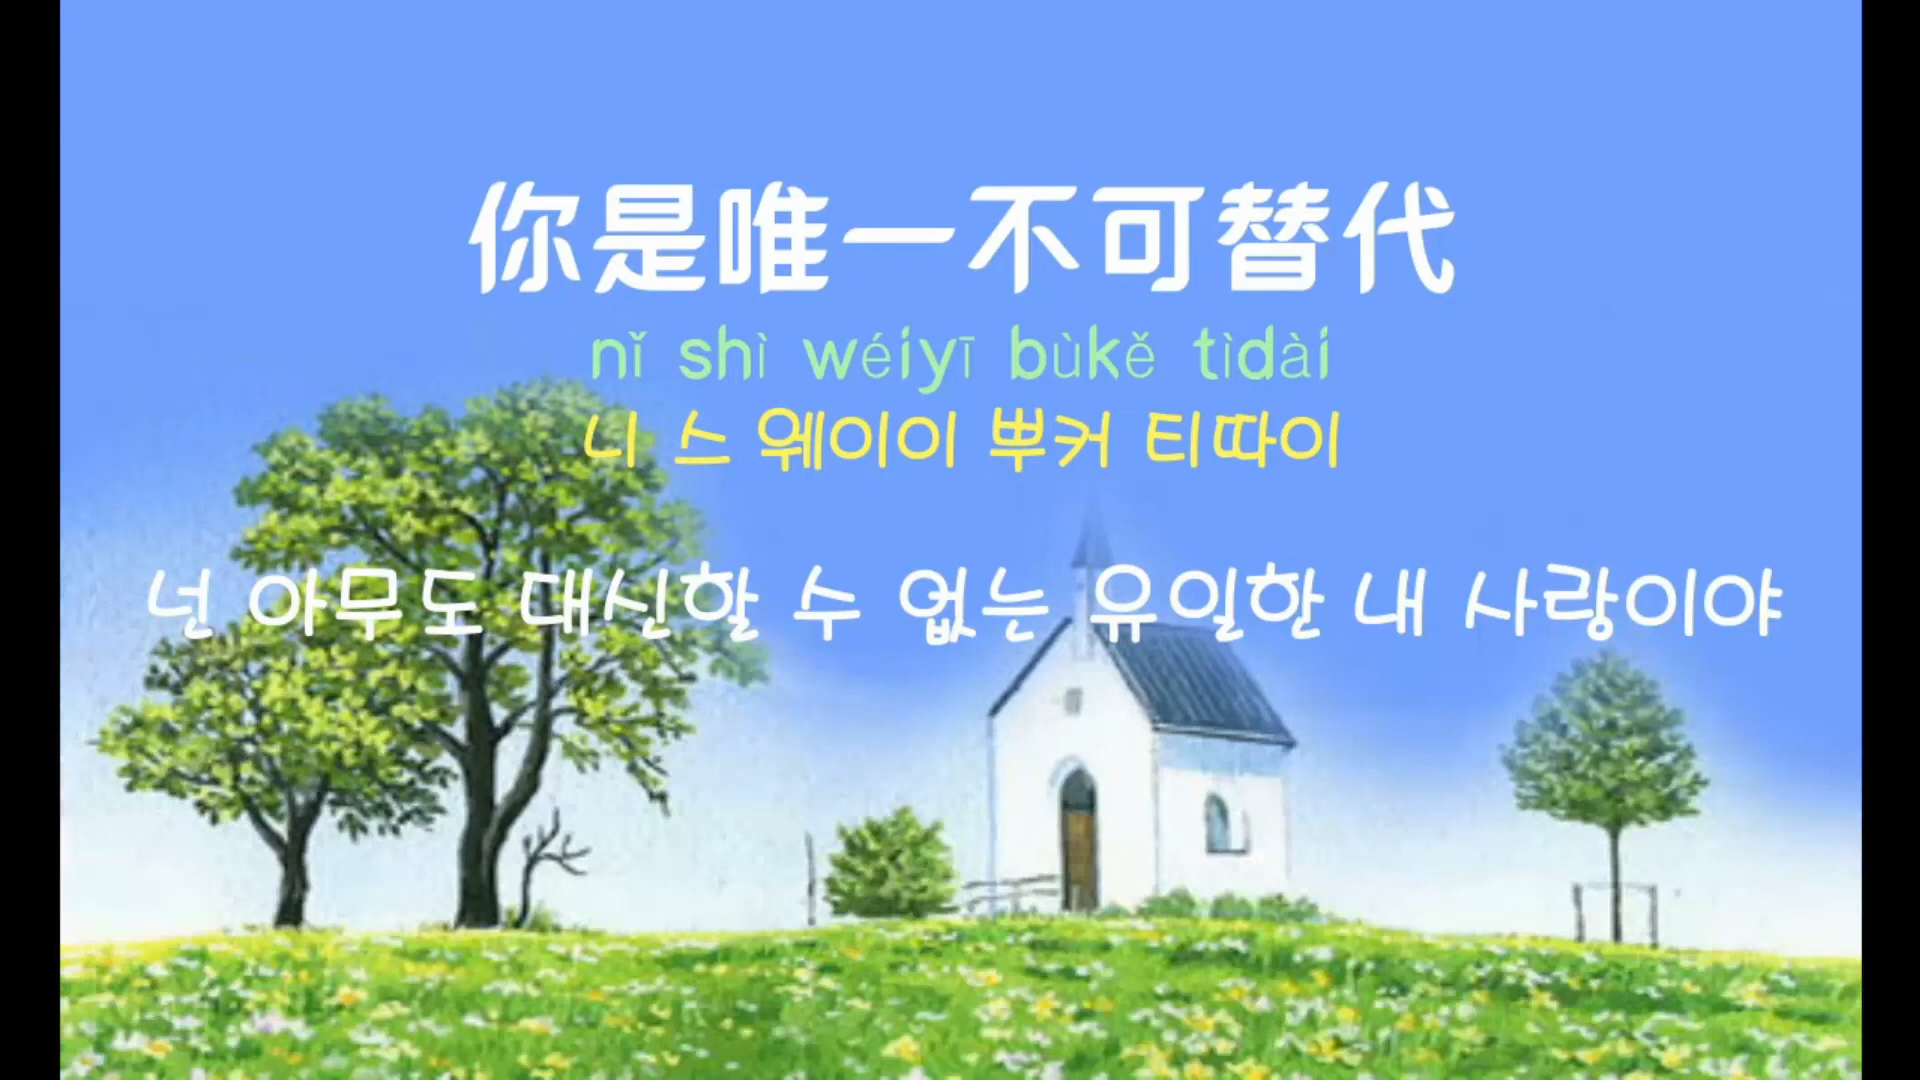 你是唯一不可替代
nǐ shì wéiyī bùkě tìdài
니 스 웨이이 뿌커 티따이
넌 아무도 대신할 수 없는 유일한 내 사랑이야